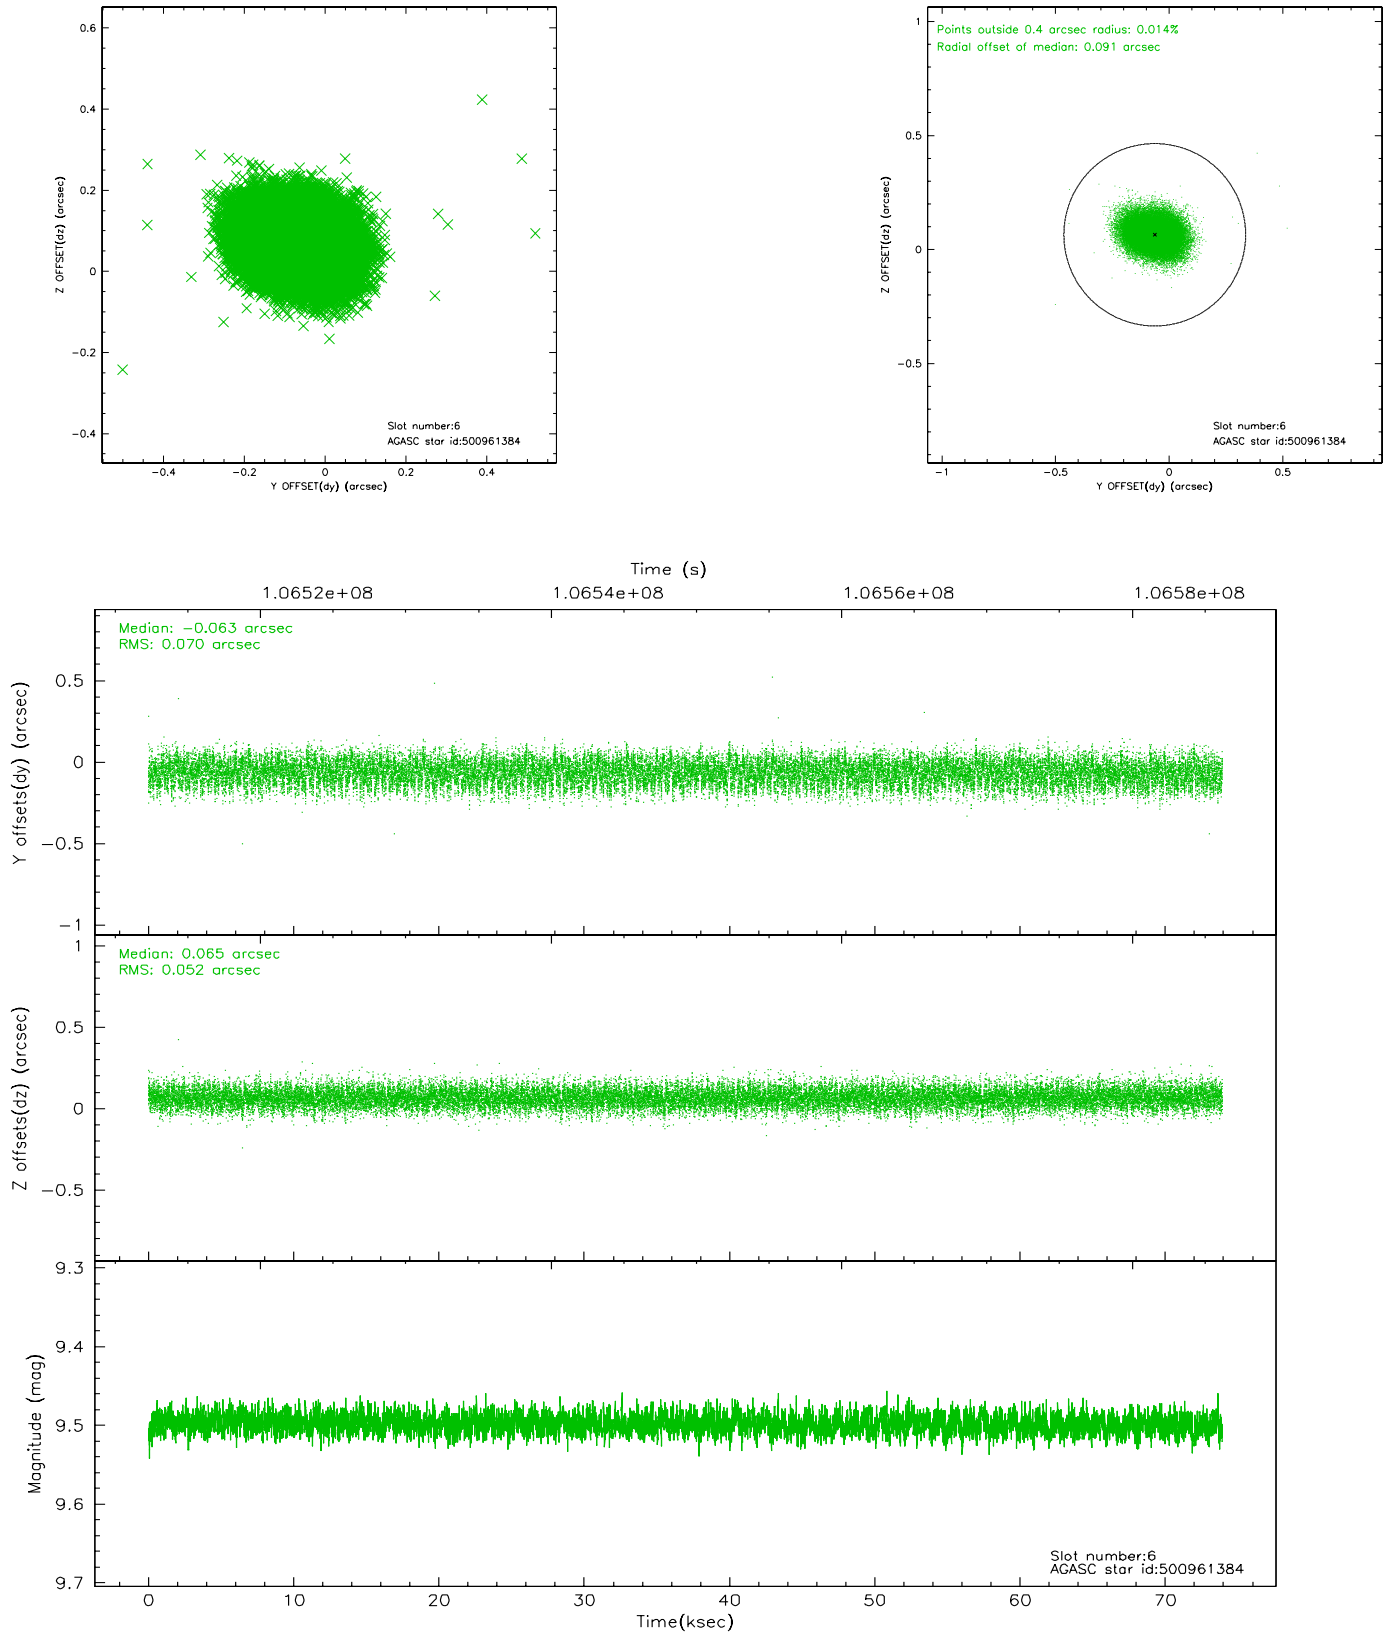 0.6
0.4
0.2
0
−0.2
−0.4
Z OFFSET(dz) (arcsec)
Slot number:6
AGASC star id:500961384
−0.4 −0.2 0 0.2 0.4
Y OFFSET(dy) (arcsec)
Points outside 0.4 arcsec radius: 0.014%
Radial offset of median: 0.091 arcsec
1
0.5
0
−0.5
Z OFFSET(dz) (arcsec)
Slot number:6
AGASC star id:500961384
−1 −0.5 0 0.5
Y OFFSET(dy) (arcsec)
Time (s)
1.0652e+08 1.0654e+08 1.0656e+08 1.0658e+08
Median: −0.063 arcsec
RMS: 0.070 arcsec
0.5
0
−0.5
−1
Y offsets(dy) (arcsec)
Median: 0.065 arcsec
RMS: 0.052 arcsec
1
0.5
0
−0.5
Z offsets(dz) (arcsec)
9.3
9.4
9.5
9.6
9.7
Magnitude (mag)
Slot number:6
AGASC star id:500961384
0 10 20 30 40 50 60 70
Time(ksec)